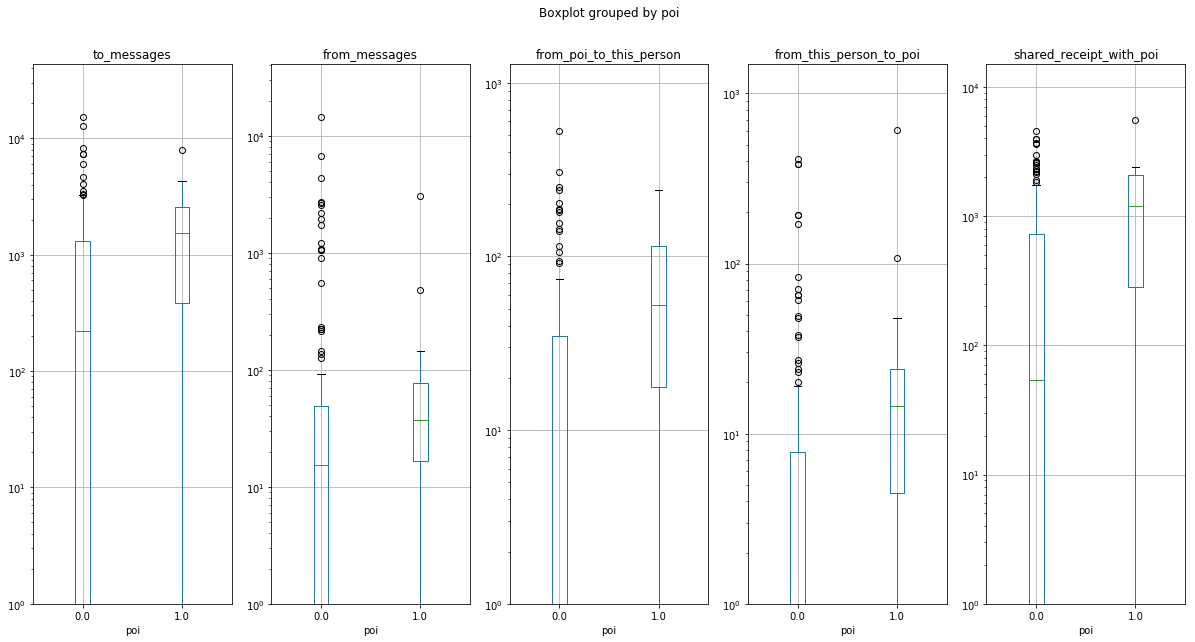 Boxplot grouped by poi
to_messages
10^4
10^3
10^2
10^1
10^0
0.0 1.0
poi
from_messages
10^4
10^3
10^2
10^1
10^0
0.0 1.0
poi
from_poi_to_this_person
10^3
10^2
10^1
10^0
0.0 1.0
poi
from_this_person_to_poi
10^3
10^2
10^1
10^0
0.0 1.0
poi
shared_receipt_with_poi
10^4
10^3
10^2
10^1
10^0
0.0 1.0
poi